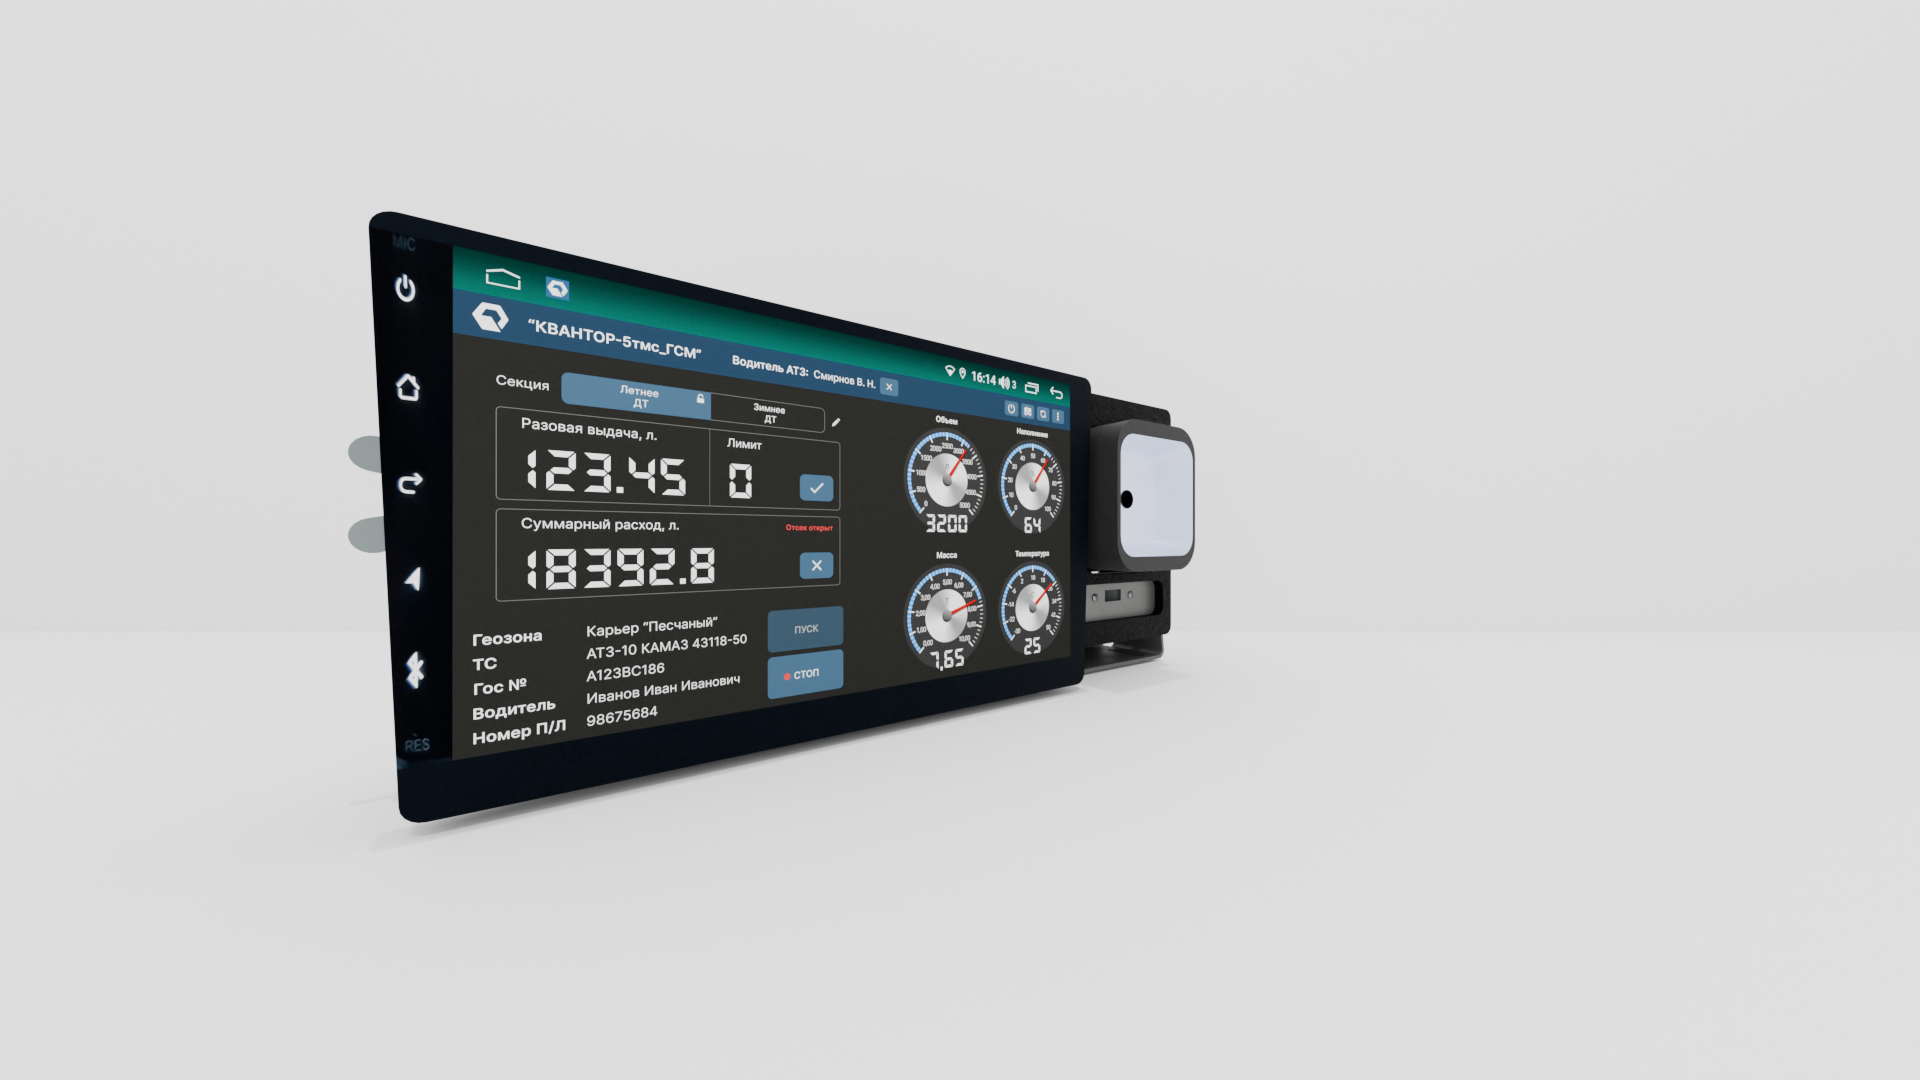 MIC
16:14 3
"КВАНТОР-5тмс_ГСМ"
Водитель АТЗ: Смирнов В. Н.
Секция
Летнее
ДТ
Зимнее
ДТ
Разовая выдача, л.
Лимит
123.45
0
Суммарный расход, л.
Отсек открыт
18392.8
Геозона Карьер "Песчаный"
ТС АТЗ-10 КАМАЗ 43118-50
Гос № А123ВС186
Водитель Иванов Иван Иванович
Номер П/Л 98675684
ПУСК
СТОП
Объем
3200
Наполнение
64
Масса
7,65
Температура
25
RES